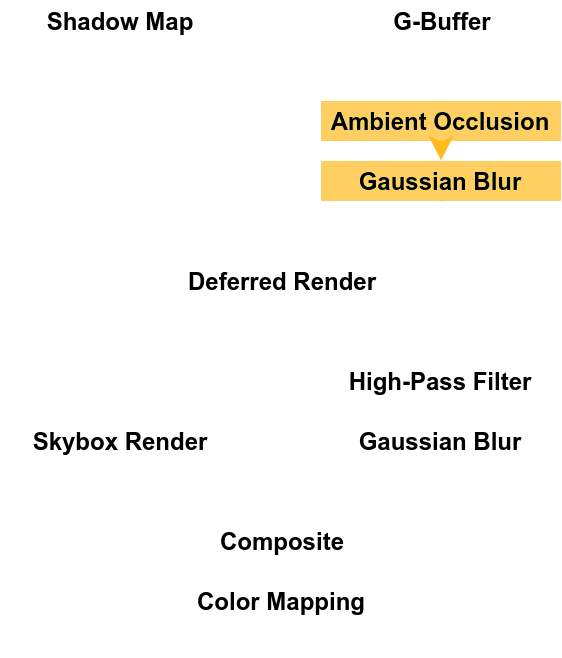 Shadow Map
G-Buffer
Ambient Occlusion
Gaussian Blur
Deferred Render
High-Pass Filter
Skybox Render
Gaussian Blur
Composite
Color Mapping